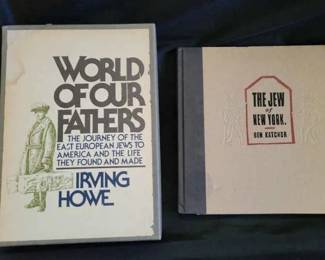 WORLD
OF OUR
FATHERS
THE JOURNEY OF THE
EAST EUROPEAN JEWS TO
AMERICA AND THE LIFE
THEY FOUND AND MADE
IRVING
HOWE
THE JEW
of
NEW YORK.
BEN KATCHOR